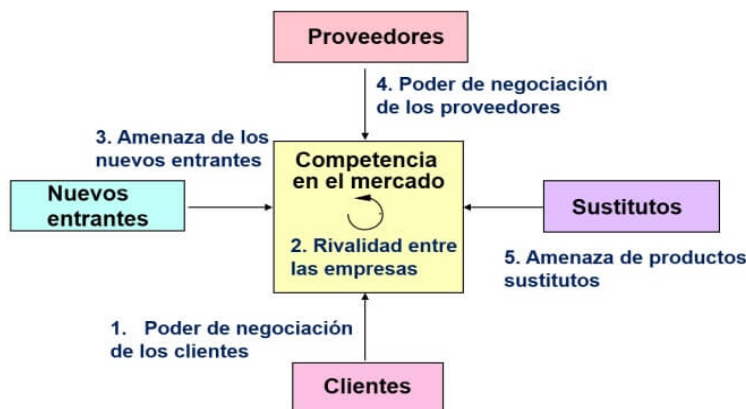 Proveedores
4. Poder de negociación
de los proveedores
3. Amenaza de los
nuevos entrantes
Competencia
en el mercado
Nuevos
entrantes
Sustitutos
2. Rivalidad entre
las empresas
5. Amenaza de productos
sustitutos
1. Poder de negociación
de los clientes
Clientes